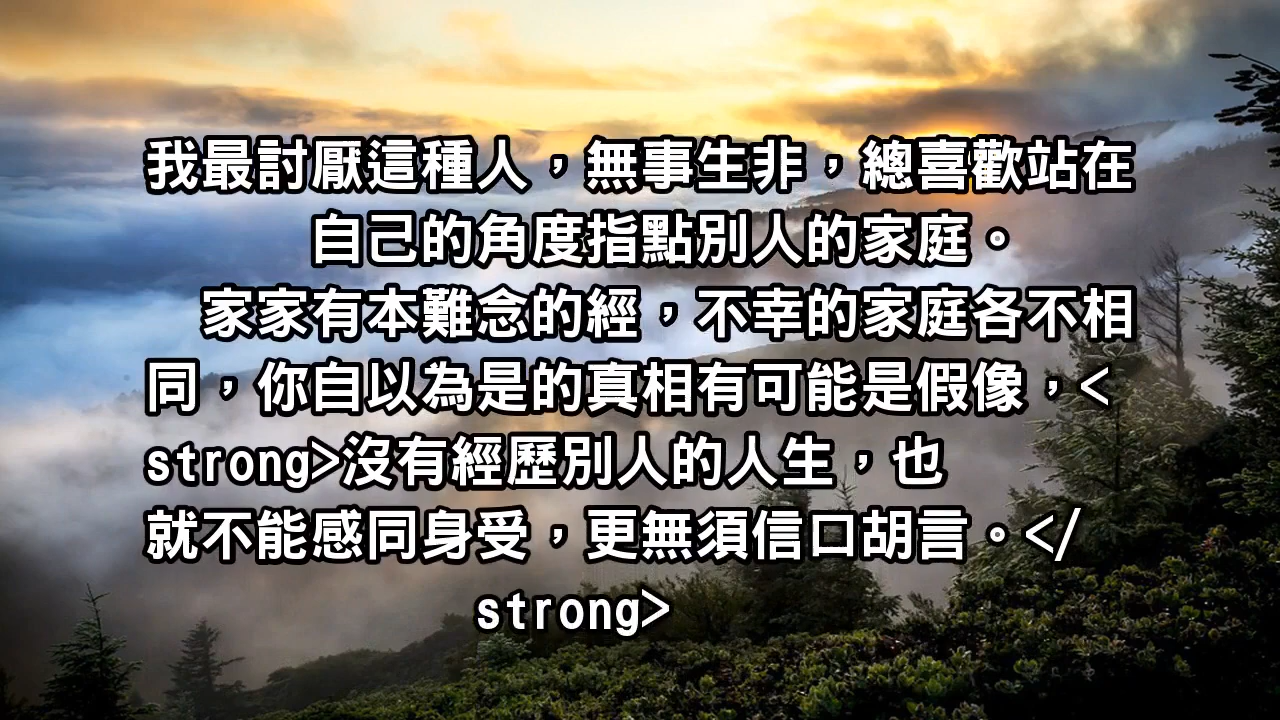 我最討厭這種人，無事生非，總喜歡站在
自己的角度指點別人的家庭。
家家有本難念的經，不幸的家庭各不相
同，你自以為是的真相有可能是假像，<
strong>沒有經歷別人的人生，也
就不能感同身受，更無須信口胡言。</
strong>